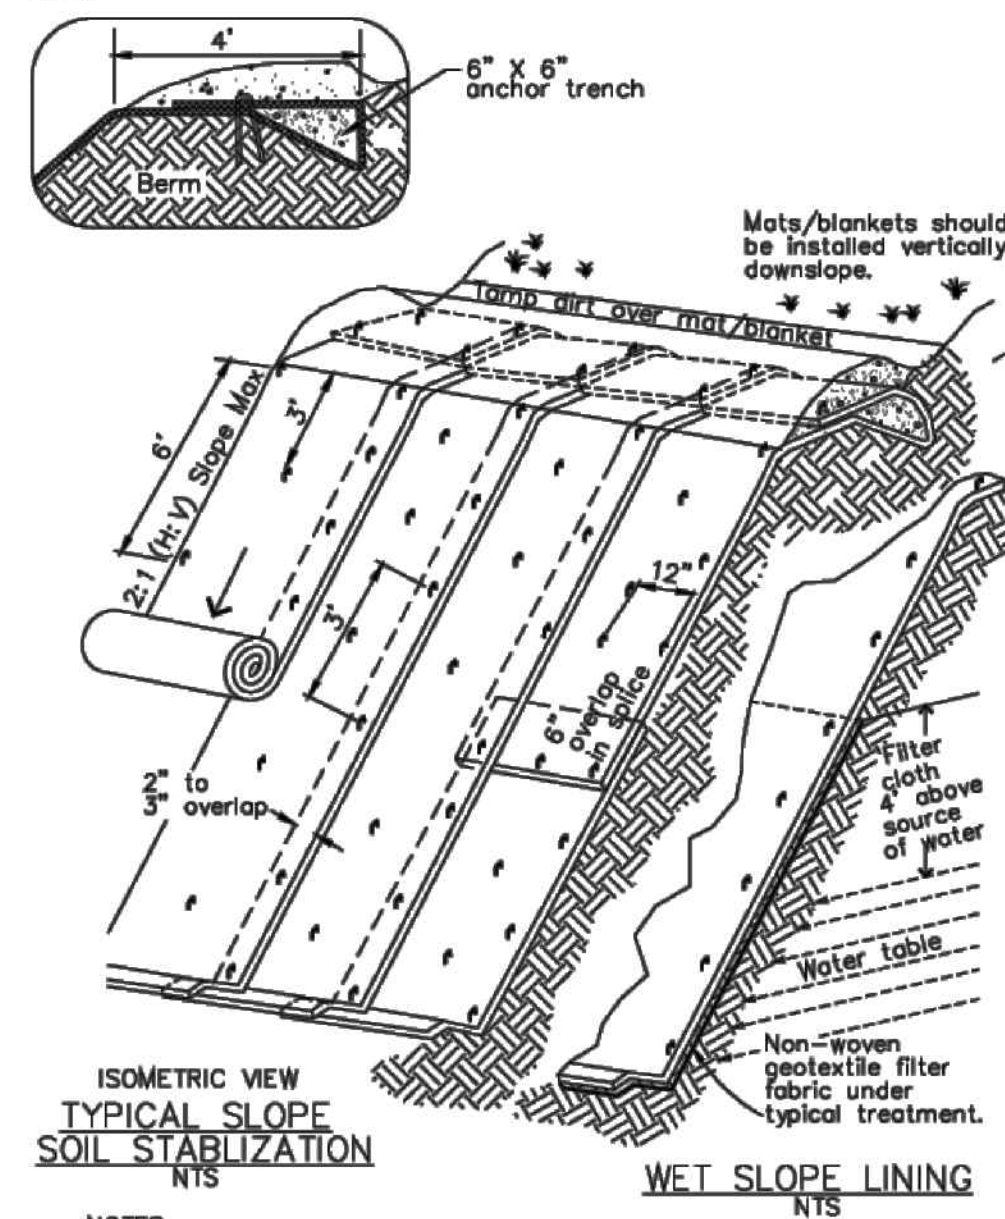 4'
6" X 6"
anchor trench
Berm
Mats/blankets should
be installed vertically
downslope.
Tamp dirt over mat/blanket
6'
2:1 (H:V) Slope Max
3'
3'
12"
6"
overlap
in splice
2" to
3" overlap
Filter
cloth
4' above
source
of water
Water table
Non-woven
geotextile filter
fabric under
typical treatment.
ISOMETRIC VIEW
TYPICAL SLOPE
SOIL STABLIZATION
NTS
WET SLOPE LINING
NTS